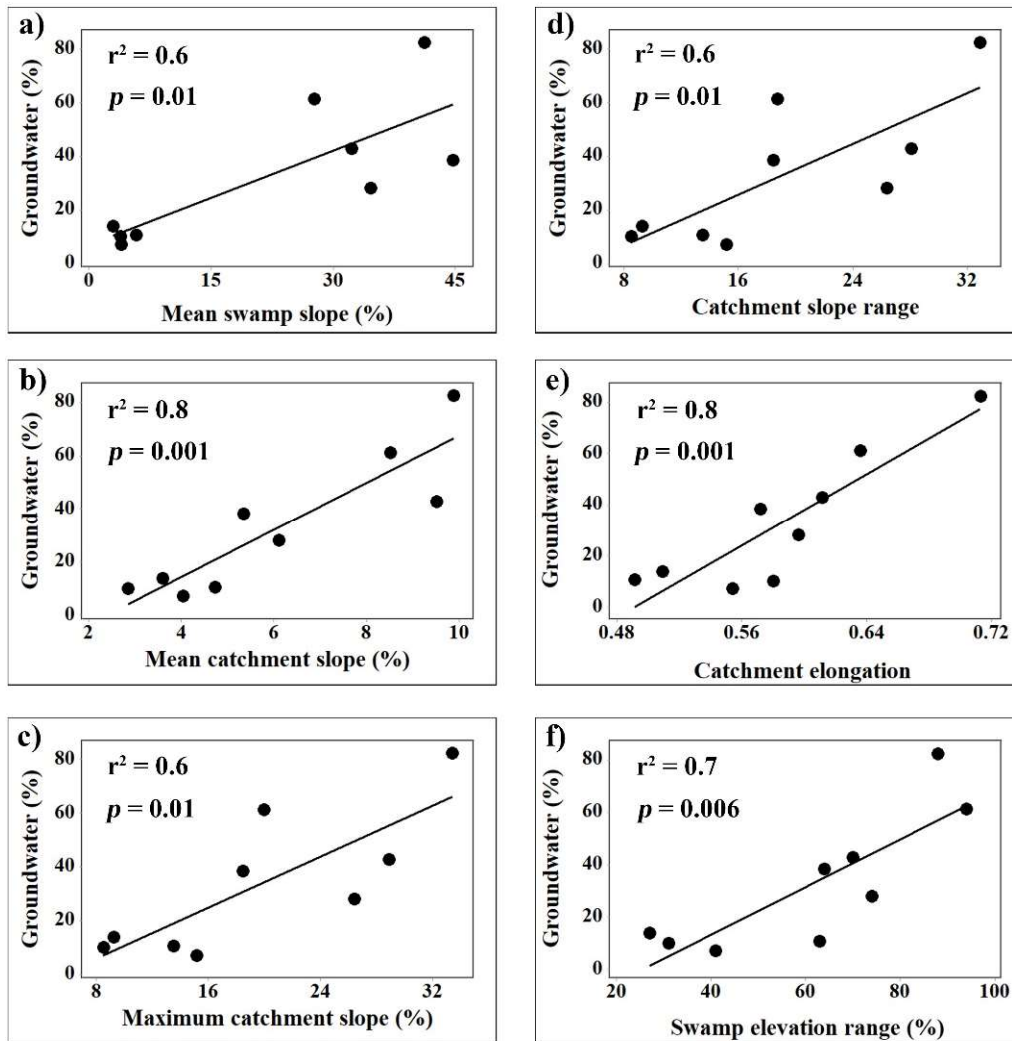 a)
r² = 0.6
p = 0.01
Groundwater (%)
80
60
40
20
0
0 15 30 45
Mean swamp slope (%)
d)
r² = 0.6
p = 0.01
Groundwater (%)
80
60
40
20
0
8 16 24 32
Catchment slope range
b)
r² = 0.8
p = 0.001
Groundwater (%)
80
60
40
20
0
2 4 6 8 10
Mean catchment slope (%)
e)
r² = 0.8
p = 0.001
Groundwater (%)
80
60
40
20
0
0.48 0.56 0.64 0.72
Catchment elongation
c)
r² = 0.6
p = 0.01
Groundwater (%)
80
60
40
20
0
8 16 24 32
Maximum catchment slope (%)
f)
r² = 0.7
p = 0.006
Groundwater (%)
80
60
40
20
0
20 40 60 80 100
Swamp elevation range (%)